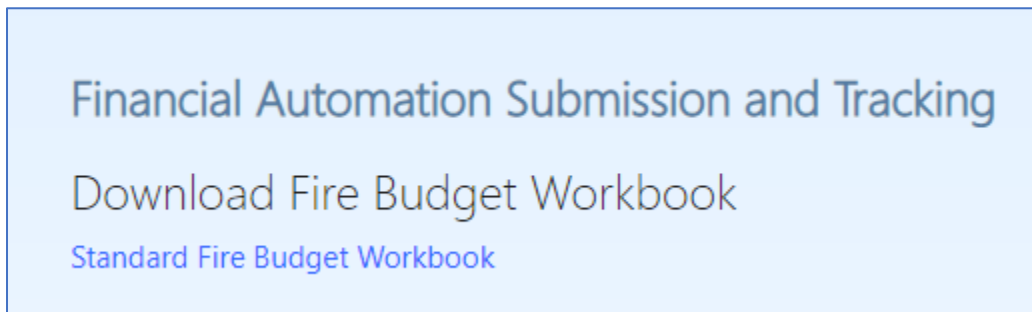 Financial Automation Submission and Tracking
Download Fire Budget Workbook
Standard Fire Budget Workbook